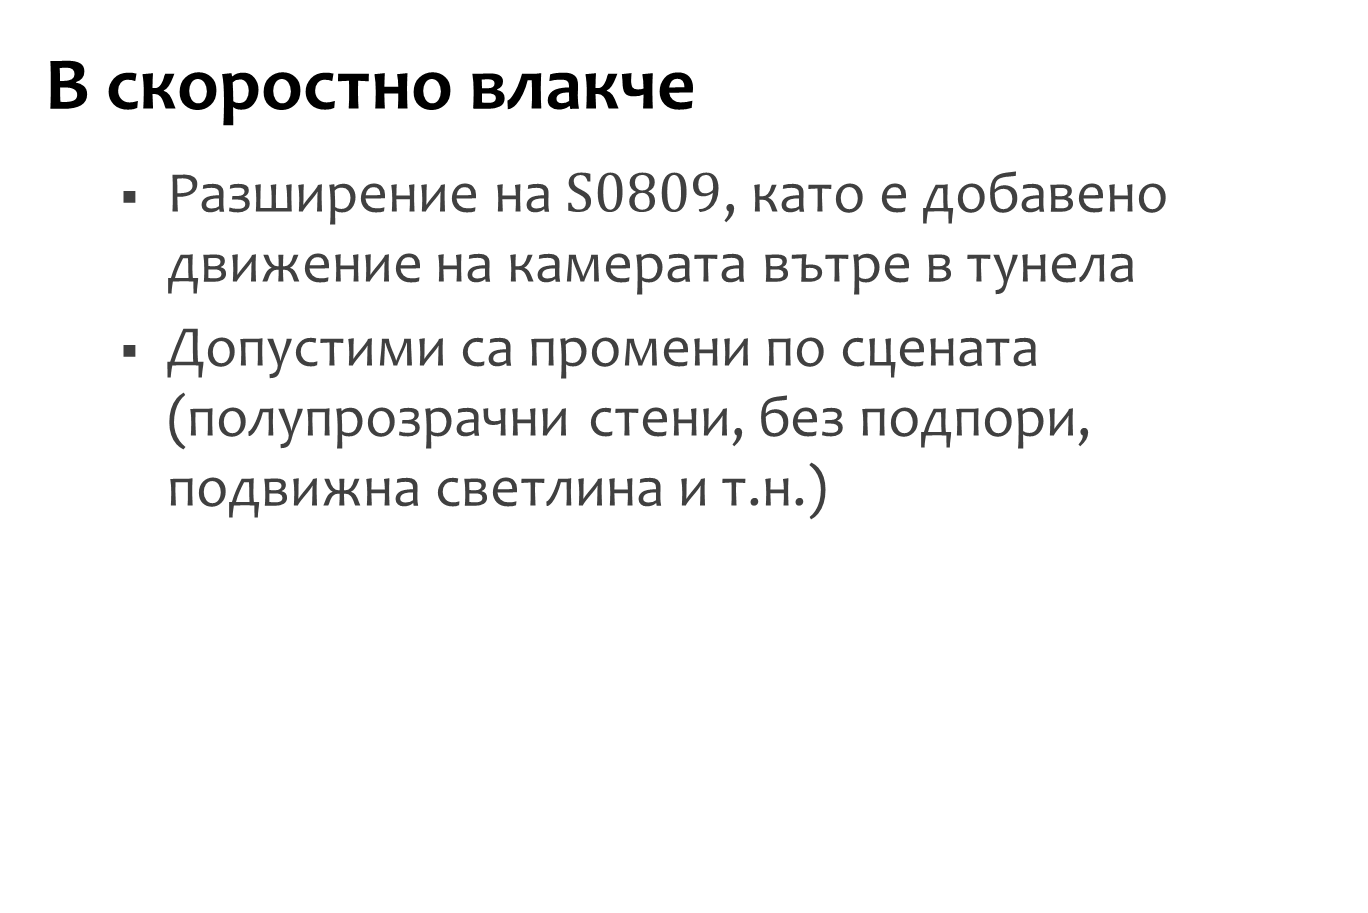 В скоростно влакче
▪ Разширение на S0809, като е добавено
движение на камерата вътре в тунела
▪ Допустими са промени по сцената
(полупрозрачни стени, без подпори,
подвижна светлина и т.н.)